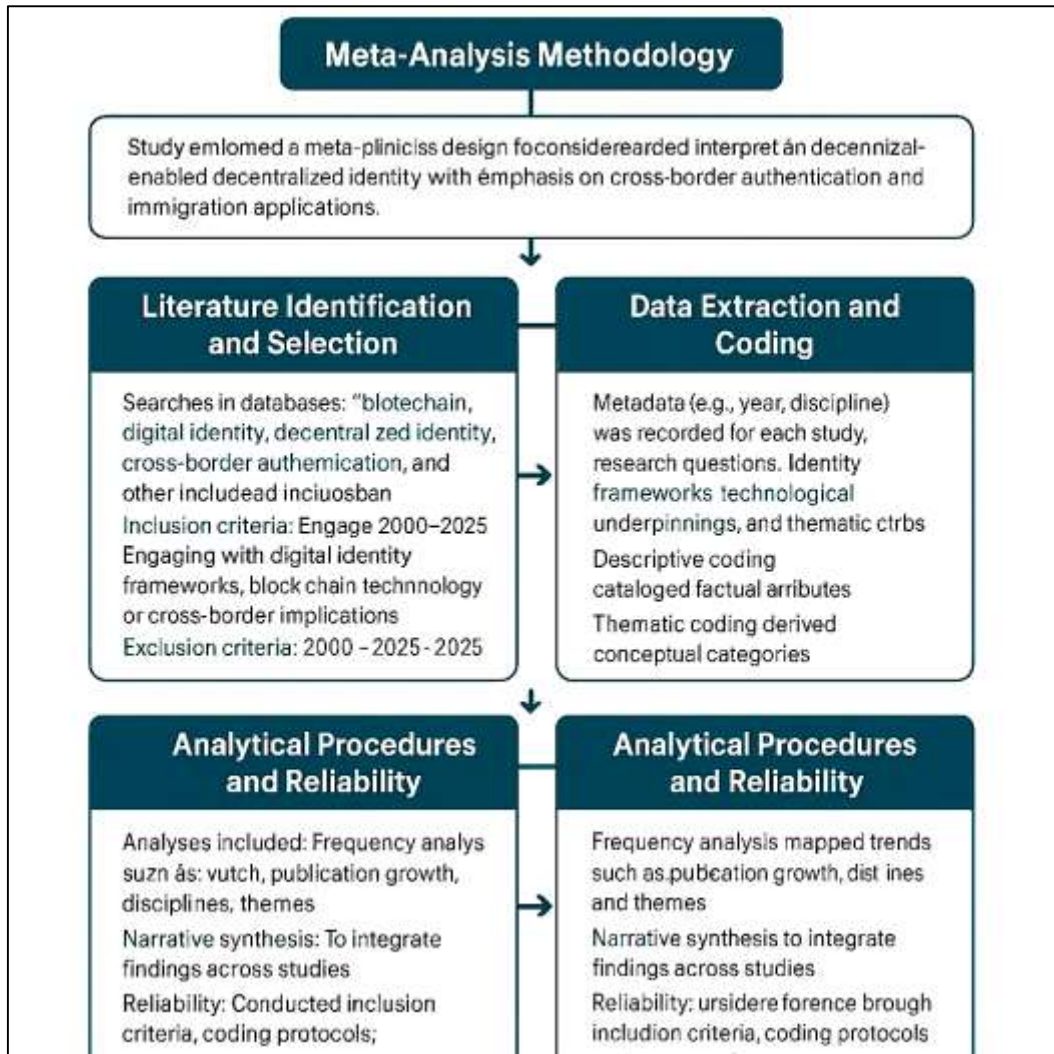 Meta-Analysis Methodology
Study emlomed a meta-pliniciss design foconsiderearded interpret án decennizal-
enabled decentralized identity with émphasis on cross-border authentication and
immigration applications.
Literature Identification
and Selection
Searches in databases: “blotechain,
digital identity, decentral zed identity,
cross-border authemication, and
other includead inciuosban
Inclusion criteria: Engage 2000–2025
Engaging with digital identity
frameworks, block chain technnology
or cross-border implications
Exclusion criteria: 2000 – 2025 - 2025
Data Extraction and
Coding
Metadata (e.g., year, discipline)
was recorded for each study,
research questions. Identity
frameworks technological
underpinnings, and thematic ctrbs
Descriptive coding
cataloged factual arributes
Thematic coding derived
conceptual categories
Analytical Procedures
and Reliability
Analyses included: Frequency analys
suzn ás: vutch, publication growth,
disciplines, themes
Narrative synthesis: To integrate
findings across studies
Reliability: Conducted inclusion
criteria, coding protocols;
Analytical Procedures
and Reliability
Frequency analysis mapped trends
such as.pubcation growth, dist ines
and themes
Narrative synthesis to integrate
findings across studies
Reliability: ursidere forence brough
includion criteria, coding protocols